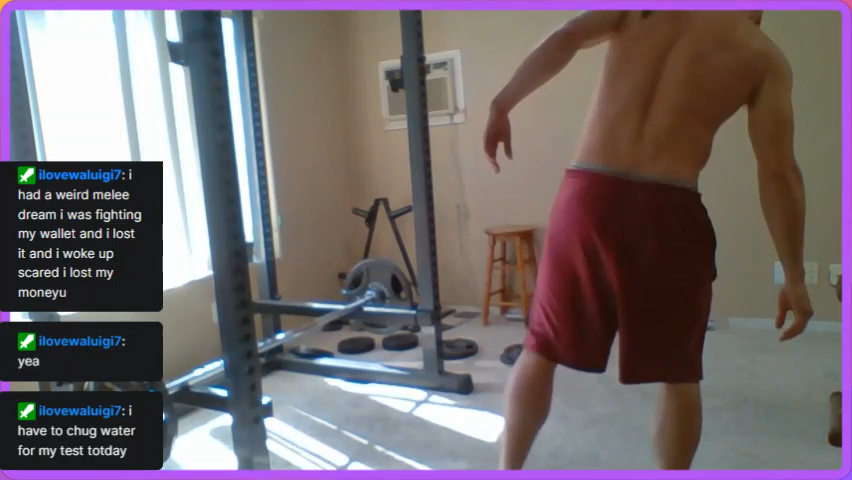 ilovewaluigi7: i
had a weird melee
dream i was fighting
my wallet and i lost
it and i woke up
scared i lost my
moneyu
ilovewaluigi7:
yea
ilovewaluigi7: i
have to chug water
for my test totday